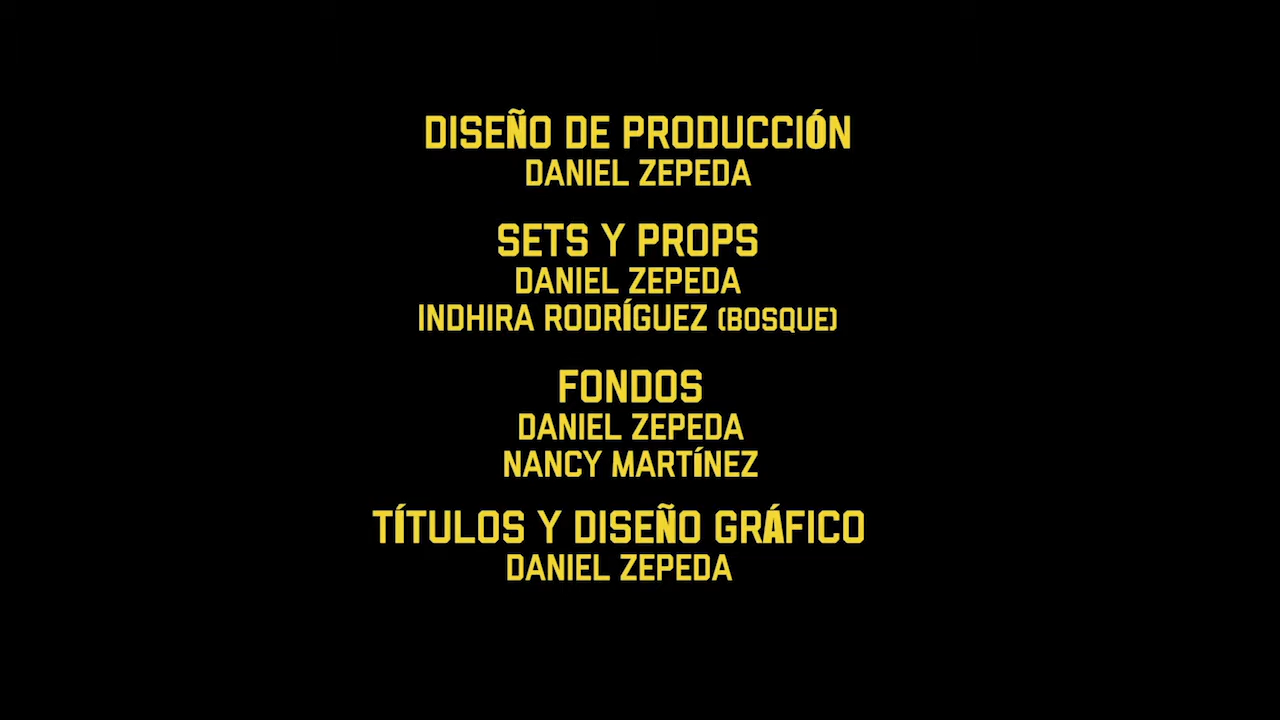 DISEÑO DE PRODUCCIÓN
DANIEL ZEPEDA
SETS Y PROPS
DANIEL ZEPEDA
INDHIRA RODRÍGUEZ (BOSQUE)
FONDOS
DANIEL ZEPEDA
NANCY MARTÍNEZ
TÍTULOS Y DISEÑO GRÁFICO
DANIEL ZEPEDA